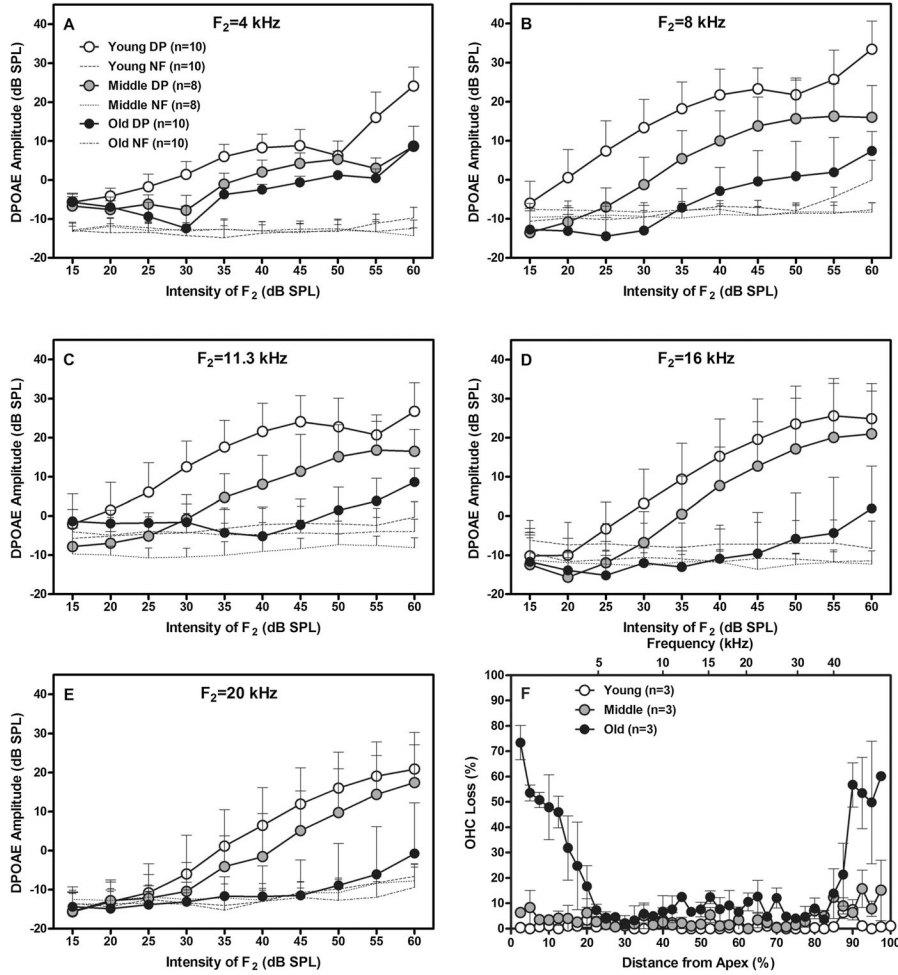 A
F2=4 kHz
Young DP (n=10)
Young NF (n=10)
Middle DP (n=8)
Middle NF (n=8)
Old DP (n=10)
Old NF (n=10)
DPOAE Amplitude (dB SPL)
40
30
20
10
0
-10
-20
15 20 25 30 35 40 45 50 55 60
Intensity of F2 (dB SPL)
B
F2=8 kHz
DPOAE Amplitude (dB SPL)
40
30
20
10
0
-10
-20
15 20 25 30 35 40 45 50 55 60
Intensity of F2 (dB SPL)
C
F2=11.3 kHz
DPOAE Amplitude (dB SPL)
40
30
20
10
0
-10
-20
15 20 25 30 35 40 45 50 55 60
Intensity of F2 (dB SPL)
D
F2=16 kHz
DPOAE Amplitude (dB SPL)
40
30
20
10
0
-10
-20
15 20 25 30 35 40 45 50 55 60
Intensity of F2 (dB SPL)
E
F2=20 kHz
DPOAE Amplitude (dB SPL)
40
30
20
10
0
-10
-20
15 20 25 30 35 40 45 50 55 60
Intensity of F2 (dB SPL)
Frequency (kHz)
5 10 15 20 30 40
F
Young (n=3)
Middle (n=3)
Old (n=3)
OHC Loss (%)
100
90
80
70
60
50
40
30
20
10
0
0 10 20 30 40 50 60 70 80 90 100
Distance from Apex (%)